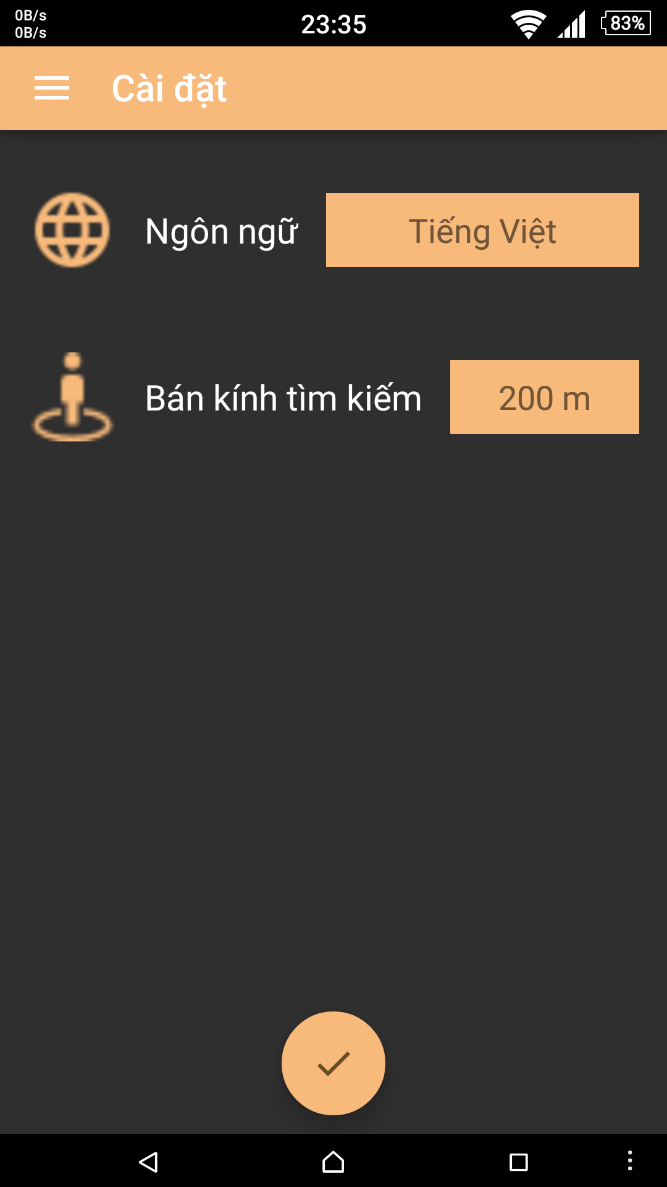 0B/s
0B/s
23:35
83%
Cài đặt
Ngôn ngữ
Tiếng Việt
Bán kính tìm kiếm
200 m